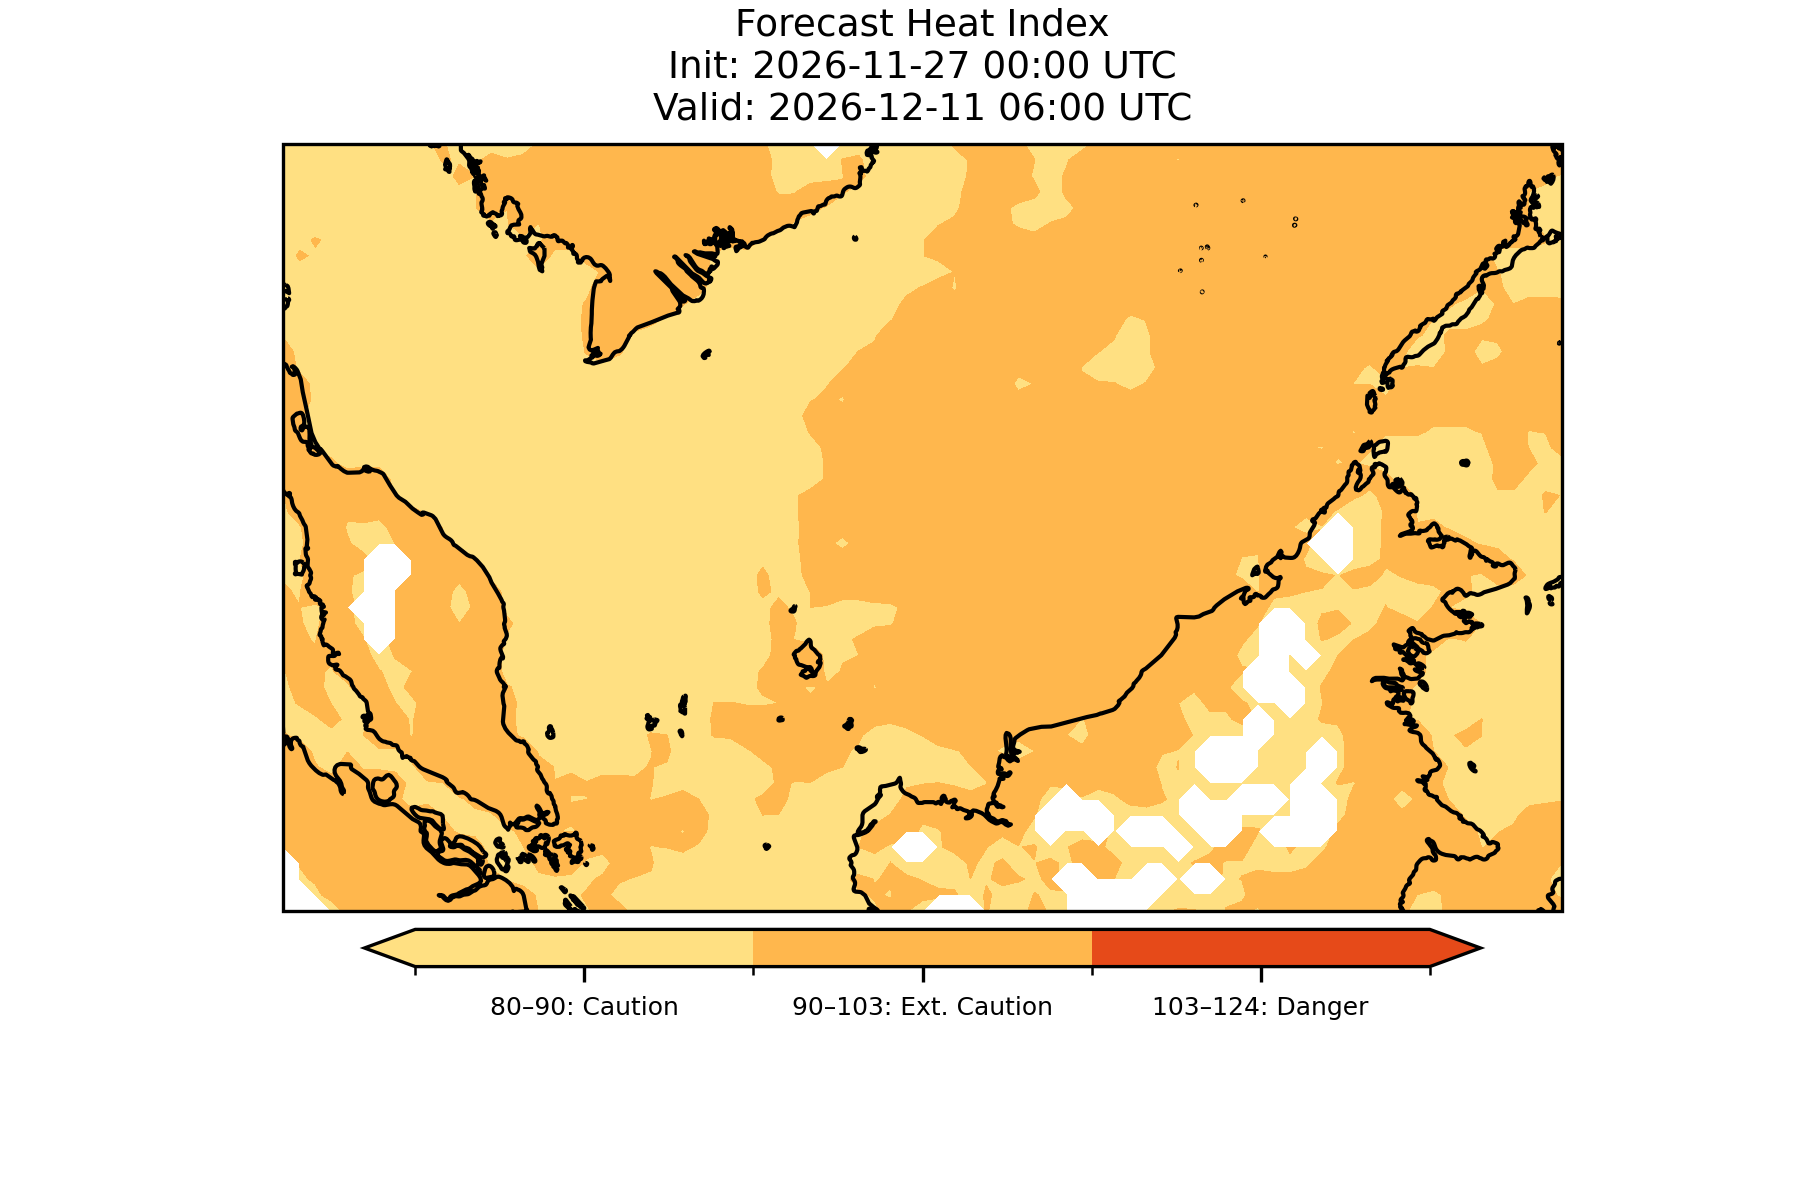 Forecast Heat Index
Init: 2026-11-27 00:00 UTC
Valid: 2026-12-11 06:00 UTC
80–90: Caution
90–103: Ext. Caution
103–124: Danger